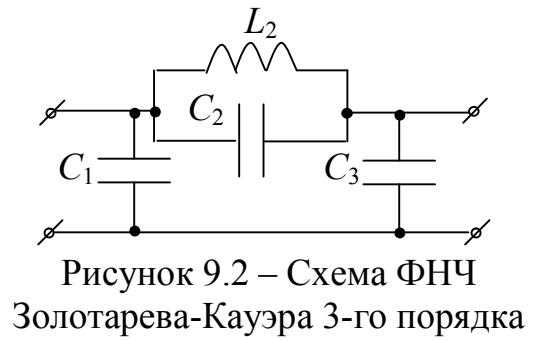 L2
C2
C1
C3
Рисунок 9.2 – Схема ФНЧ
Золотарева-Кауэра 3-го порядка